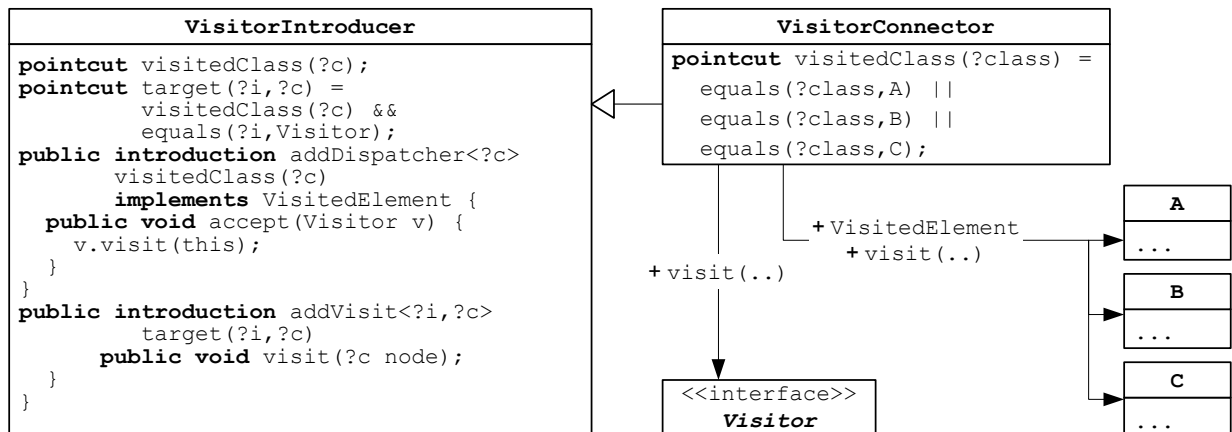 VisitorIntroducer
pointcut visitedClass(?c);
pointcut target(?i,?c) =
visitedClass(?c) &&
equals(?i,Visitor);
public introduction addDispatcher<?c>
visitedClass(?c)
implements VisitedElement {
public void accept(Visitor v) {
v.visit(this);
}
}
public introduction addVisit<?i,?c>
target(?i,?c)
public void visit(?c node);
}
}
VisitorConnector
pointcut visitedClass(?class) =
equals(?class,A) ||
equals(?class,B) ||
equals(?class,C);
+ VisitedElement
+ visit(..)
+ visit(..)
A
...
B
...
C
...
<<interface>>
Visitor